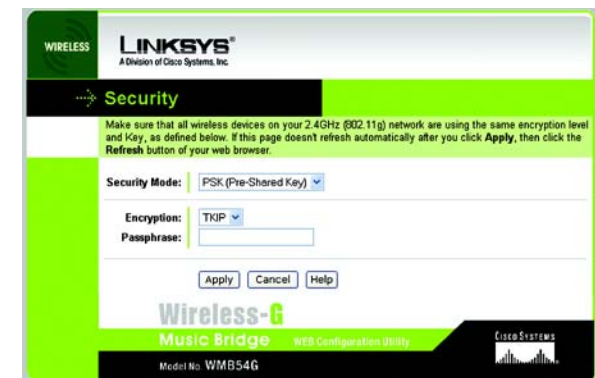 WIRELESS
LINKSYS®
A Division of Cisco Systems, Inc.
Security
Make sure that all wireless devices on your 2.4GHz (802.11g) network are using the same encryption level
and Key, as defined below. If this page doesn't refresh automatically after you click Apply, then click the
Refresh button of your web browser.
Security Mode: PSK (Pre-Shared Key)
Encryption: TKIP
Passphrase:
Apply Cancel Help
Wireless-G
Music Bridge WEB Configuration Utility
CISCO SYSTEMS
Model No. WMB54G